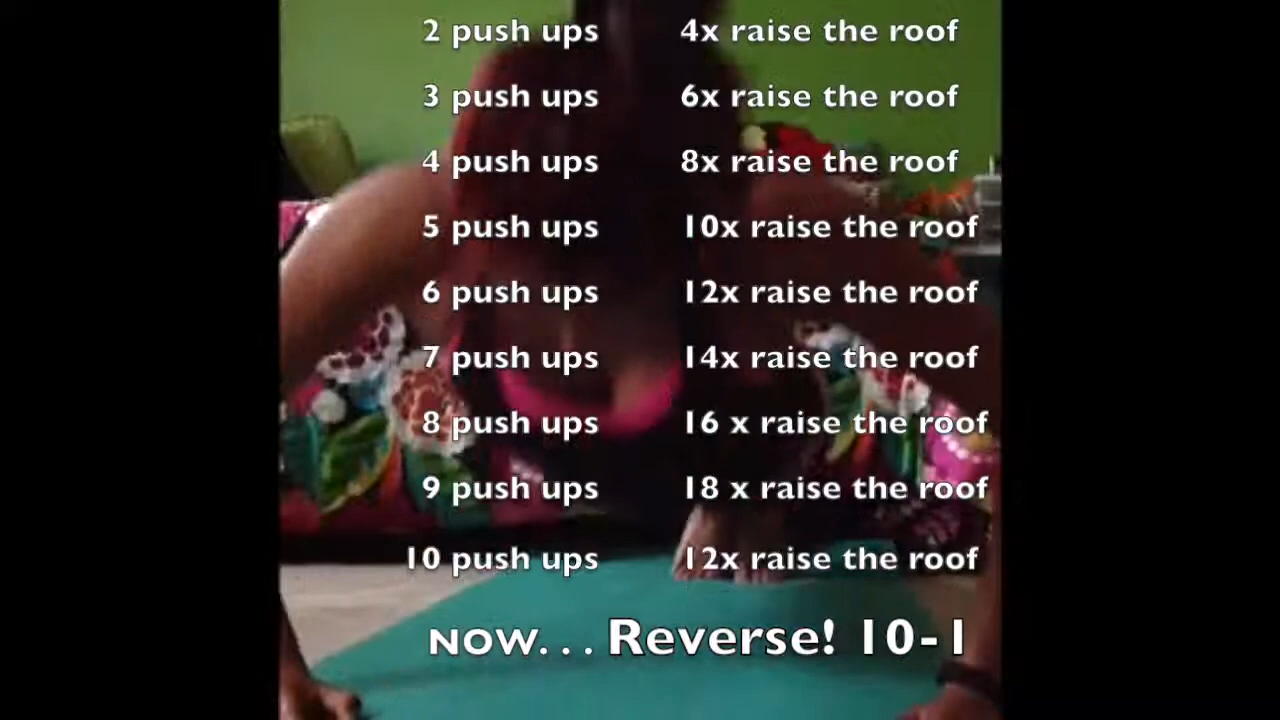 2 push ups 4x raise the roof
3 push ups 6x raise the roof
4 push ups 8x raise the roof
5 push ups 10x raise the roof
6 push ups 12x raise the roof
7 push ups 14x raise the roof
8 push ups 16 x raise the roof
9 push ups 18 x raise the roof
10 push ups 12x raise the roof
NOW... Reverse! 10-1